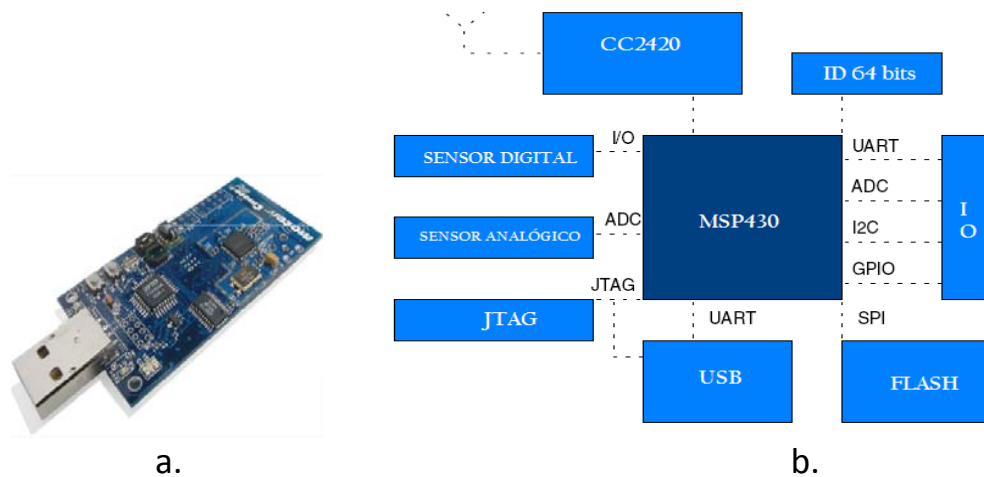 CC2420
ID 64 bits
I/O
UART
SENSOR DIGITAL
ADC
MSP430
I
O
ADC
SENSOR ANALÓGICO
I2C
JTAG
GPIO
JTAG
UART
SPI
USB
FLASH
a.
b.